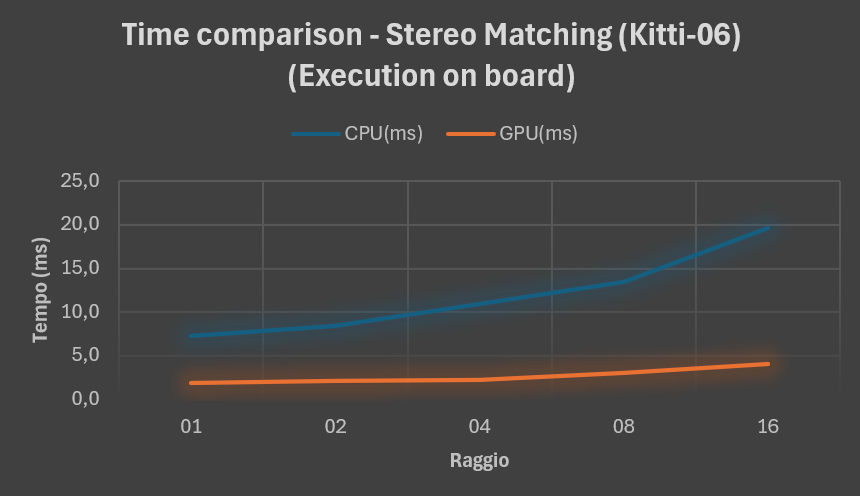 Time comparison - Stereo Matching (Kitti-06)
(Execution on board)
CPU(ms) GPU(ms)
25,0
20,0
15,0
10,0
5,0
0,0
Tempo (ms)
01 02 04 08 16
Raggio